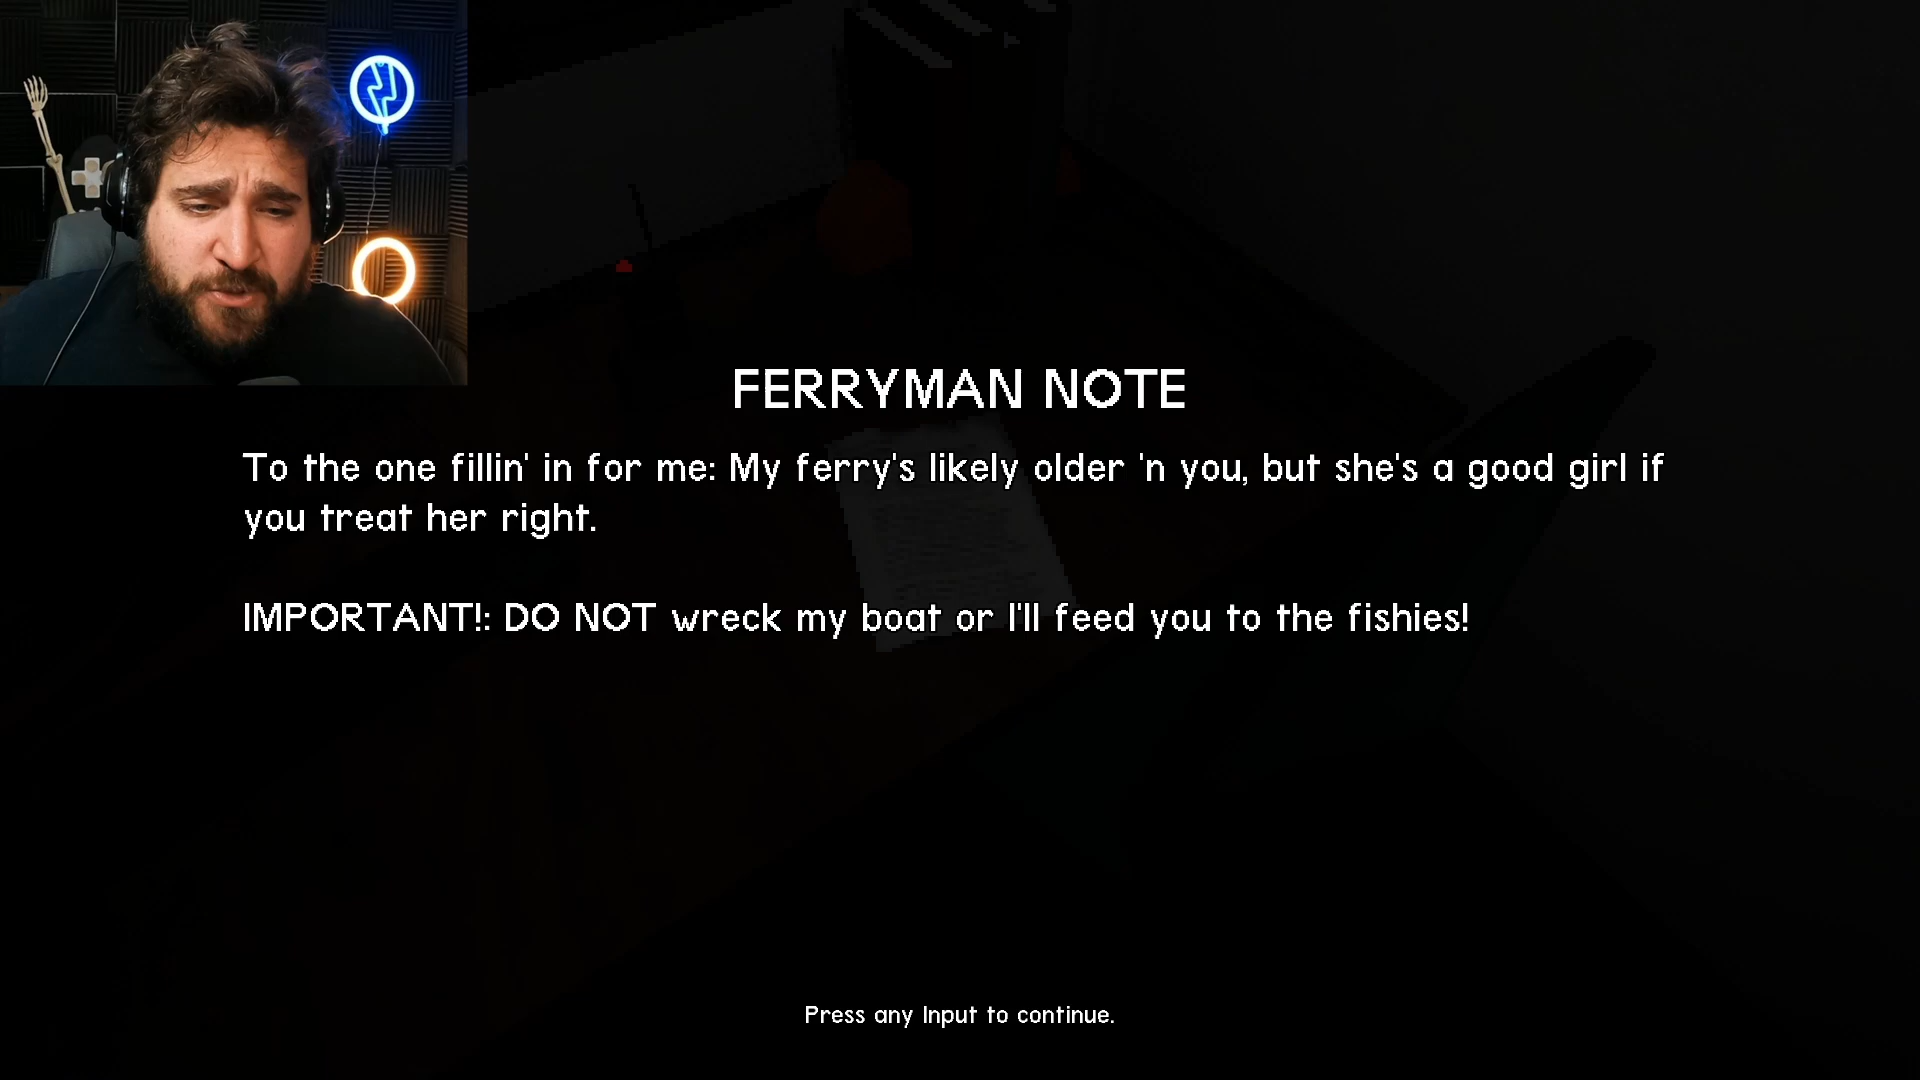 FERRYMAN NOTE
To the one fillin' in for me: My ferry's likely older 'n you, but she's a good girl if
you treat her right.
IMPORTANT!: DO NOT wreck my boat or I'll feed you to the fishies!
Press any Input to continue.